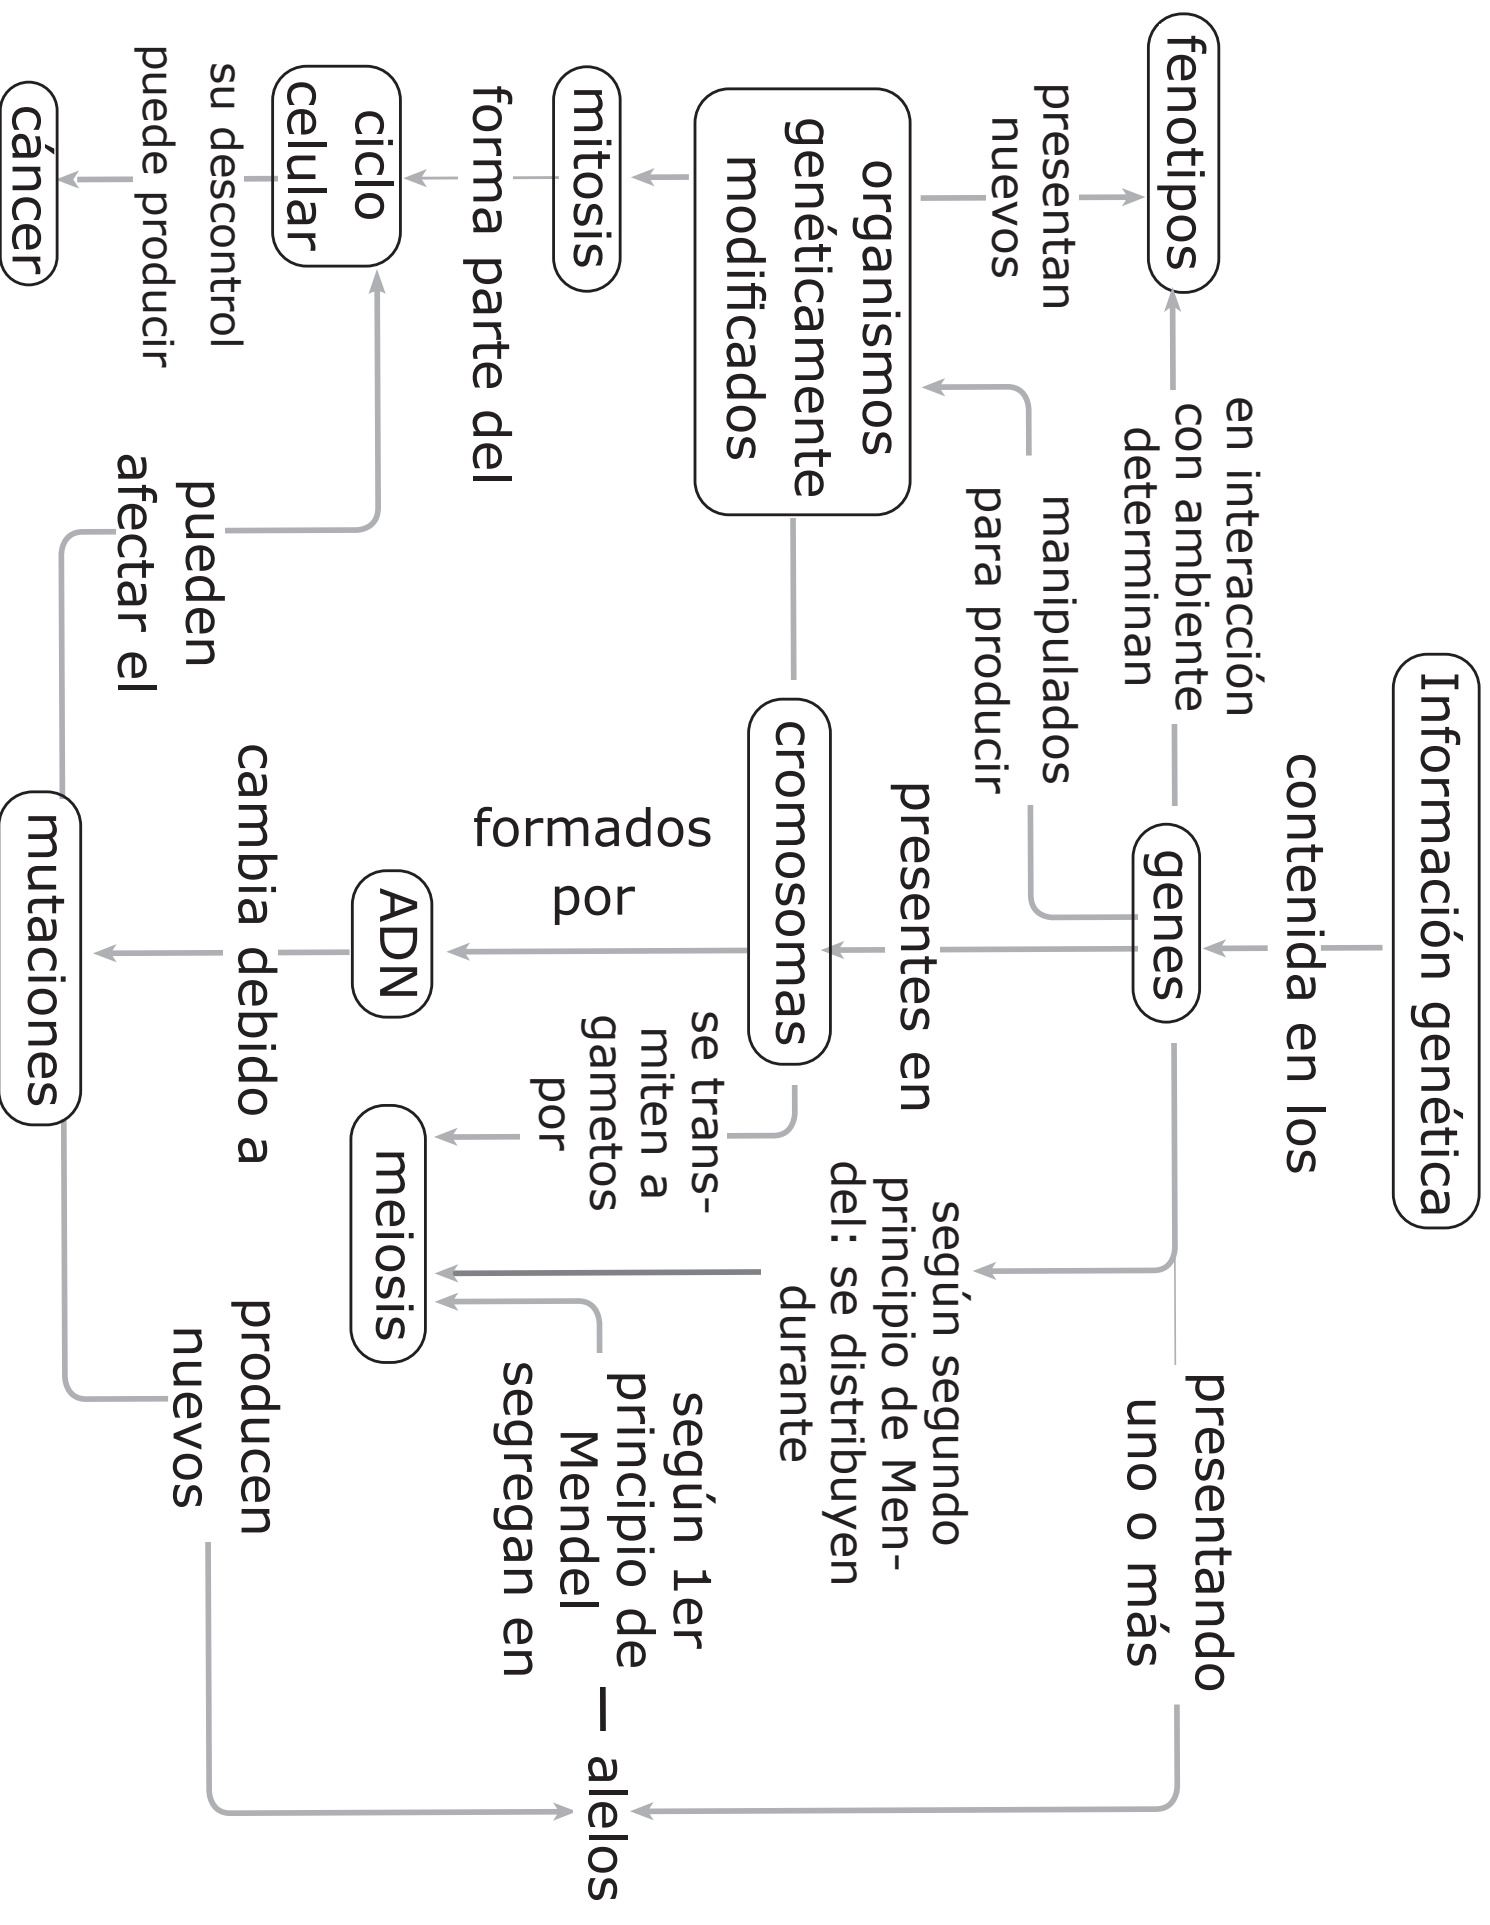 Información genética
contenida en los
fenotipos
en interacción
con ambiente
determinan
genes
presentando
uno o más
presentan
nuevos
manipulados
para producir
presentes en
según segundo
principio de Men-
del: se distribuyen
durante
organismos
genéticamente
modificados
cromosomas
se trans-
miten a
gametos
por
formados
por
según 1er
principio de
Mendel
segregan en
alelos
mitosis
forma parte del
ciclo
celular
ADN
meiosis
su descontrol
puede producir
pueden
afectar el
cambia debido a
producen
nuevos
cáncer
mutaciones